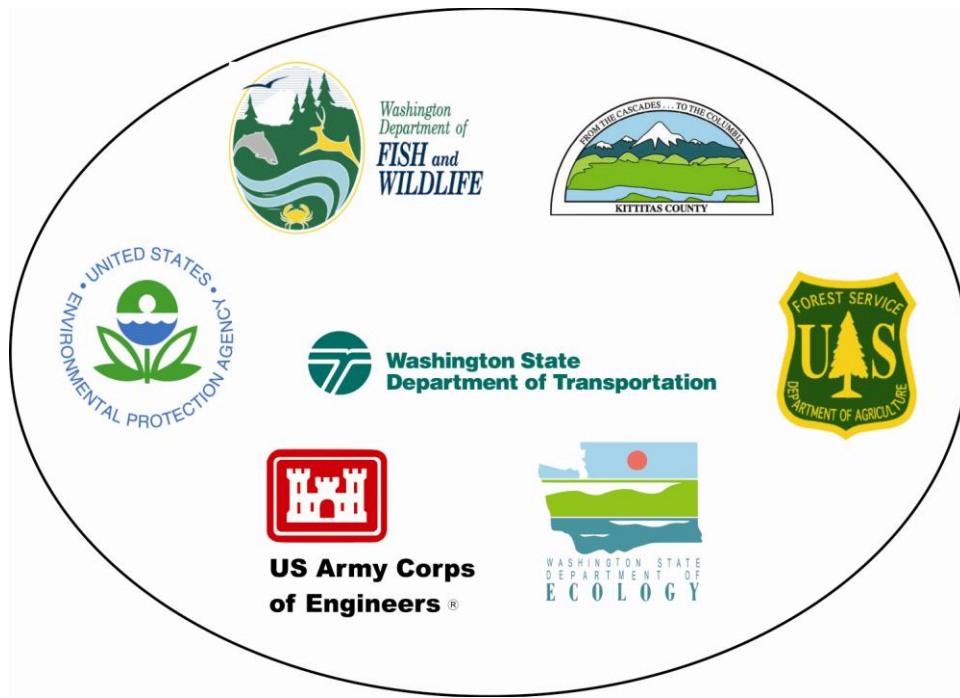 Washington
Department of
FISH and
WILDLIFE
FROM THE CASCADES . . . TO THE COLUMBIA
KITTITAS COUNTY
• UNITED STATES •
ENVIRONMENTAL PROTECTION AGENCY
Washington State
Department of Transportation
FOREST SERVICE
U S
DEPARTMENT OF AGRICULTURE
US Army Corps
of Engineers ®
WASHINGTON STATE
DEPARTMENT OF
ECOLOGY